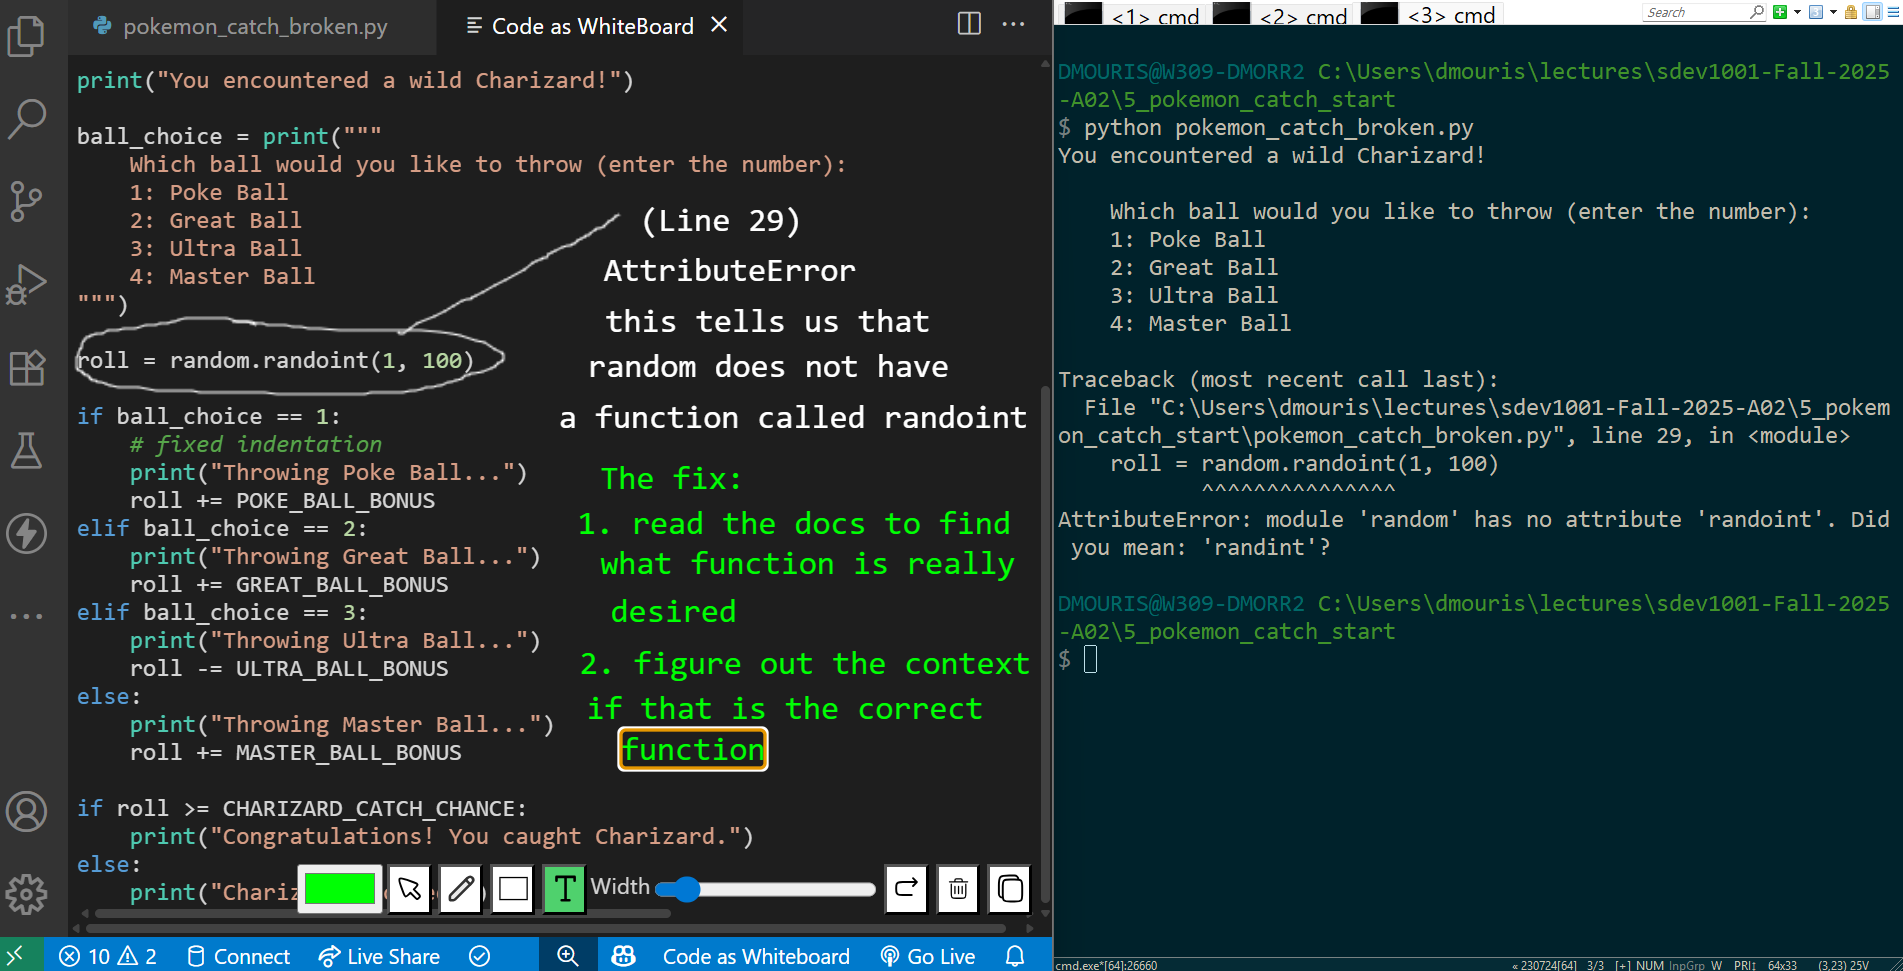 pokemon_catch_broken.py
Code as WhiteBoard
print("You encountered a wild Charizard!")
ball_choice = print("""
Which ball would you like to throw (enter the number):
1: Poke Ball
2: Great Ball
3: Ultra Ball
4: Master Ball
""")
roll = random.randoint(1, 100)
if ball_choice == 1:
# fixed indentation
print("Throwing Poke Ball...")
roll += POKE_BALL_BONUS
elif ball_choice == 2:
print("Throwing Great Ball...")
roll += GREAT_BALL_BONUS
elif ball_choice == 3:
print("Throwing Ultra Ball...")
roll -= ULTRA_BALL_BONUS
else:
print("Throwing Master Ball...")
roll += MASTER_BALL_BONUS
if roll >= CHARIZARD_CATCH_CHANCE:
print("Congratulations! You caught Charizard.")
else:
print("Chariz
(Line 29)
AttributeError
this tells us that
random does not have
a function called randoint
The fix:
1. read the docs to find
what function is really
desired
2. figure out the context
if that is the correct
function
T
Width
10
2
Connect
Live Share
Code as Whiteboard
Go Live
<1> cmd
<2> cmd
<3> cmd
Search
DMOURIS@W309-DMORR2 C:\Users\dmouris\lectures\sdev1001-Fall-2025
-A02\5_pokemon_catch_start
$ python pokemon_catch_broken.py
You encountered a wild Charizard!
Which ball would you like to throw (enter the number):
1: Poke Ball
2: Great Ball
3: Ultra Ball
4: Master Ball
Traceback (most recent call last):
File "C:\Users\dmouris\lectures\sdev1001-Fall-2025-A02\5_pokem
on_catch_start\pokemon_catch_broken.py", line 29, in <module>
roll = random.randoint(1, 100)
^^^^^^^^^^^^^^^
AttributeError: module 'random' has no attribute 'randoint'. Did
you mean: 'randint'?
DMOURIS@W309-DMORR2 C:\Users\dmouris\lectures\sdev1001-Fall-2025
-A02\5_pokemon_catch_start
$
cmd.exe*[64]:26660
« 230724[64] 3/3 [+] NUM InpGrp W PRI↕ 64x33 (3,23) 25V